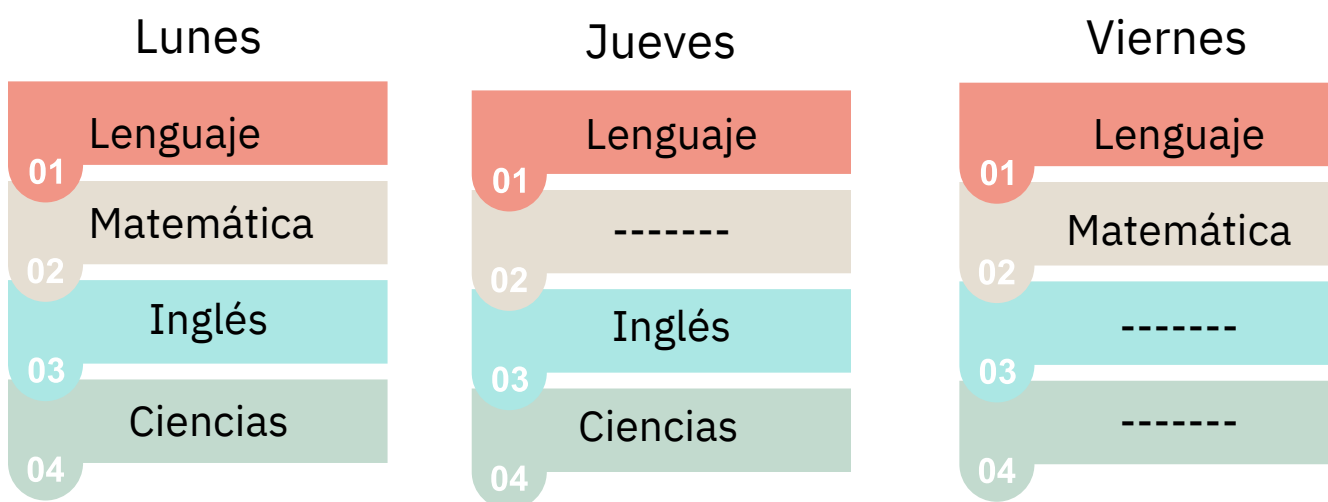 Lunes
Lenguaje
01
Matemática
02
Inglés
03
Ciencias
04
Jueves
Lenguaje
01
-------
02
Inglés
03
Ciencias
04
Viernes
Lenguaje
01
Matemática
02
-------
03
-------
04